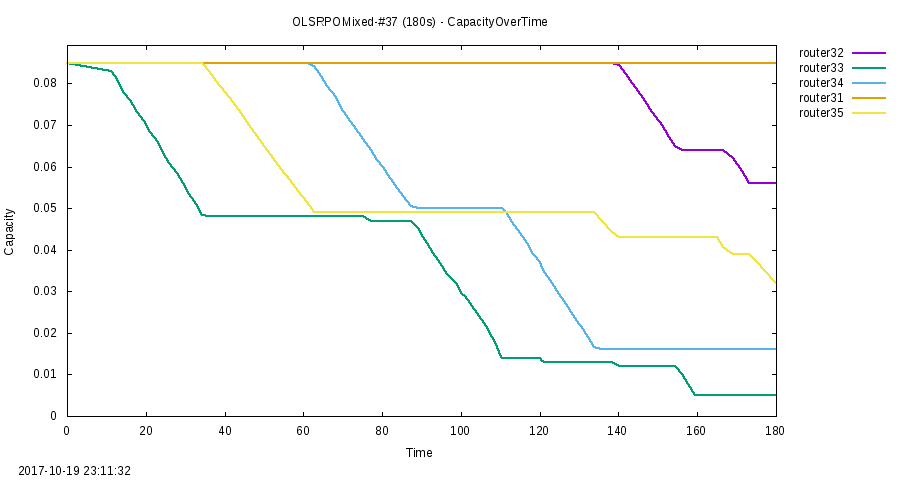 OLSRPOMixed-#37 (180s) - CapacityOverTime
router32
router33
router34
router31
router35
0.08
0.07
0.06
0.05
0.04
0.03
0.02
0.01
0
Capacity
0 20 40 60 80 100 120 140 160 180
Time
2017-10-19 23:11:32